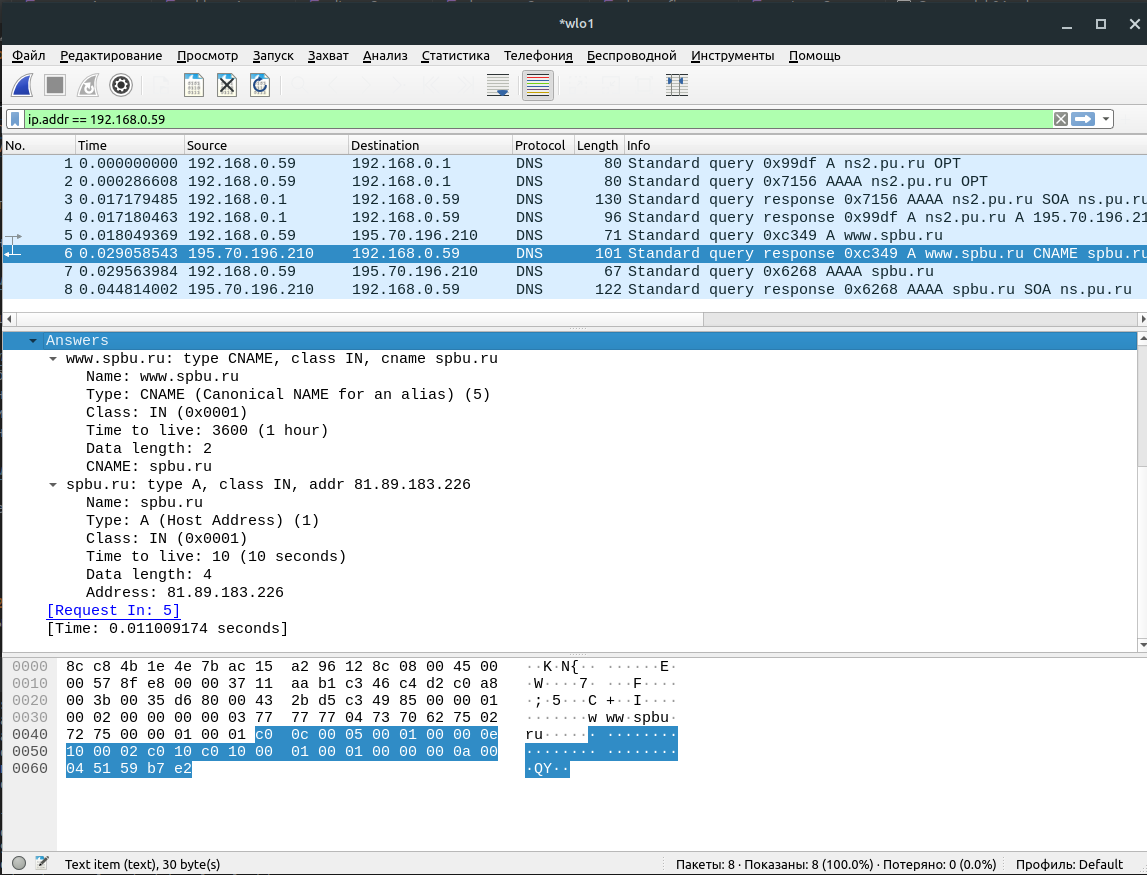 *wlo1
Файл Редактирование Просмотр Запуск Захват Анализ Статистика Телефония Беспроводной Инструменты Помощь
ip.addr == 192.168.0.59
No. Time Source Destination Protocol Length Info
1 0.000000000 192.168.0.59 192.168.0.1 DNS 80 Standard query 0x99df A ns2.pu.ru OPT
2 0.000286608 192.168.0.59 192.168.0.1 DNS 80 Standard query 0x7156 AAAA ns2.pu.ru OPT
3 0.017179485 192.168.0.1 192.168.0.59 DNS 130 Standard query response 0x7156 AAAA ns2.pu.ru SOA ns.pu.ru
4 0.017180463 192.168.0.1 192.168.0.59 DNS 96 Standard query response 0x99df A ns2.pu.ru A 195.70.196.21
5 0.018049369 192.168.0.59 195.70.196.210 DNS 71 Standard query 0xc349 A www.spbu.ru
6 0.029058543 195.70.196.210 192.168.0.59 DNS 101 Standard query response 0xc349 A www.spbu.ru CNAME spbu.ru
7 0.029563984 192.168.0.59 195.70.196.210 DNS 67 Standard query 0x6268 AAAA spbu.ru
8 0.044814002 195.70.196.210 192.168.0.59 DNS 122 Standard query response 0x6268 AAAA spbu.ru SOA ns.pu.ru
Answers
www.spbu.ru: type CNAME, class IN, cname spbu.ru
Name: www.spbu.ru
Type: CNAME (Canonical NAME for an alias) (5)
Class: IN (0x0001)
Time to live: 3600 (1 hour)
Data length: 2
CNAME: spbu.ru
spbu.ru: type A, class IN, addr 81.89.183.226
Name: spbu.ru
Type: A (Host Address) (1)
Class: IN (0x0001)
Time to live: 10 (10 seconds)
Data length: 4
Address: 81.89.183.226
[Request In: 5]
[Time: 0.011009174 seconds]
0000 8c c8 4b 1e 4e 7b ac 15 a2 96 12 8c 08 00 45 00 ··K·N{·· ······E·
0010 00 57 8f e8 00 00 37 11 aa b1 c3 46 c4 d2 c0 a8 ·W····7· ···F····
0020 00 3b 00 35 d6 80 00 43 2b d5 c3 49 85 00 00 01 ·;·5···C +··I····
0030 00 02 00 00 00 00 03 77 77 77 04 73 70 62 75 02 ·······w ww·spbu·
0040 72 75 00 00 01 00 01 c0 0c 00 05 00 01 00 00 0e ru······ ········
0050 10 00 02 c0 10 c0 10 00 01 00 01 00 00 00 0a 00 ········ ········
0060 04 51 59 b7 e2 ·QY··
Text item (text), 30 byte(s) Пакеты: 8 · Показаны: 8 (100.0%) · Потеряно: 0 (0.0%) Профиль: Default